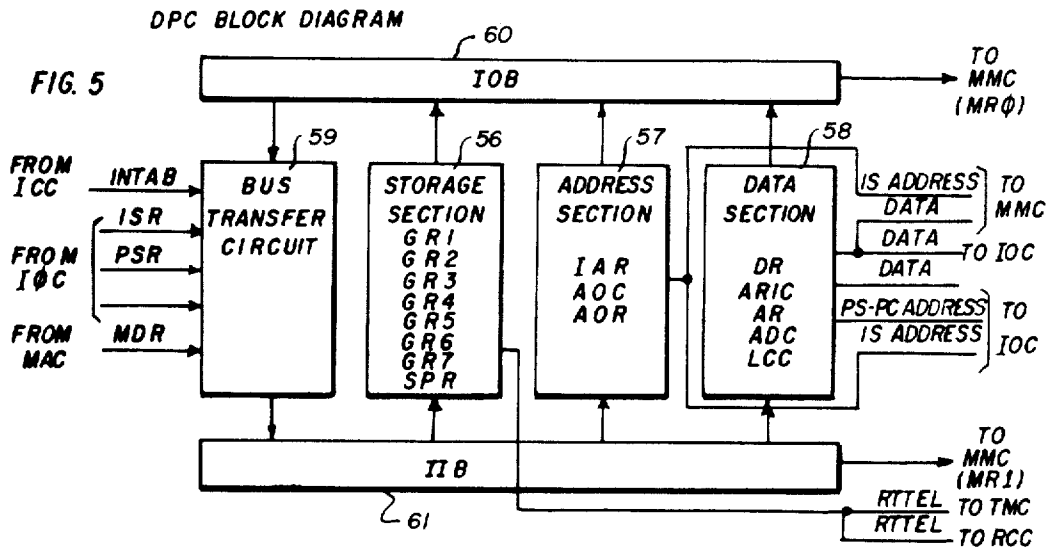 DPC BLOCK DIAGRAM
FIG. 5
60
IOB
TO
MMC
(MRϕ)
59
56
57
58
FROM
ICC
INTAB
ISR
FROM
IϕC
PSR
FROM
MAC
MDR
BUS
TRANSFER
CIRCUIT
STORAGE
SECTION
GR1
GR2
GR3
GR4
GR5
GR6
GR7
SPR
ADDRESS
SECTION
IAR
AOC
AOR
DATA
SECTION
DR
ARIC
AR
ADC
LCC
IS ADDRESS
DATA
TO
MMC
DATA
TO IOC
DATA
PS-PC ADDRESS
IS ADDRESS
TO
IOC
IIB
61
TO
MMC
(MR1)
RTTEL
TO TMC
RTTEL
TO RCC